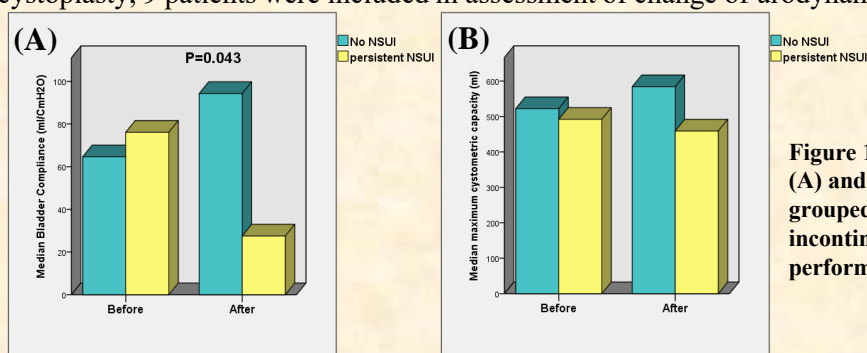 cystoplasty, 9 patients were included in assessment of change of urodynam
(A)
P=0.043
No NSUI
persistent NSUI
Median Bladder Compliance (ml/CmH2O)
100
80
60
40
20
0
Before
After
(B)
No NSUI
persistent NSUI
Median maximum cystometric capacity (ml)
600
500
400
300
200
100
0
Before
After
Figure 1
(A) and
grouped
incontin
perform